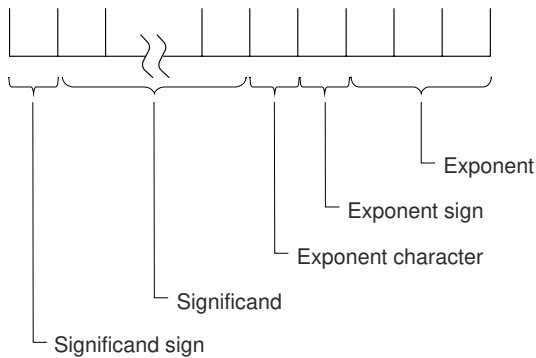 Exponent
Exponent sign
Exponent character
Significand
Significand sign